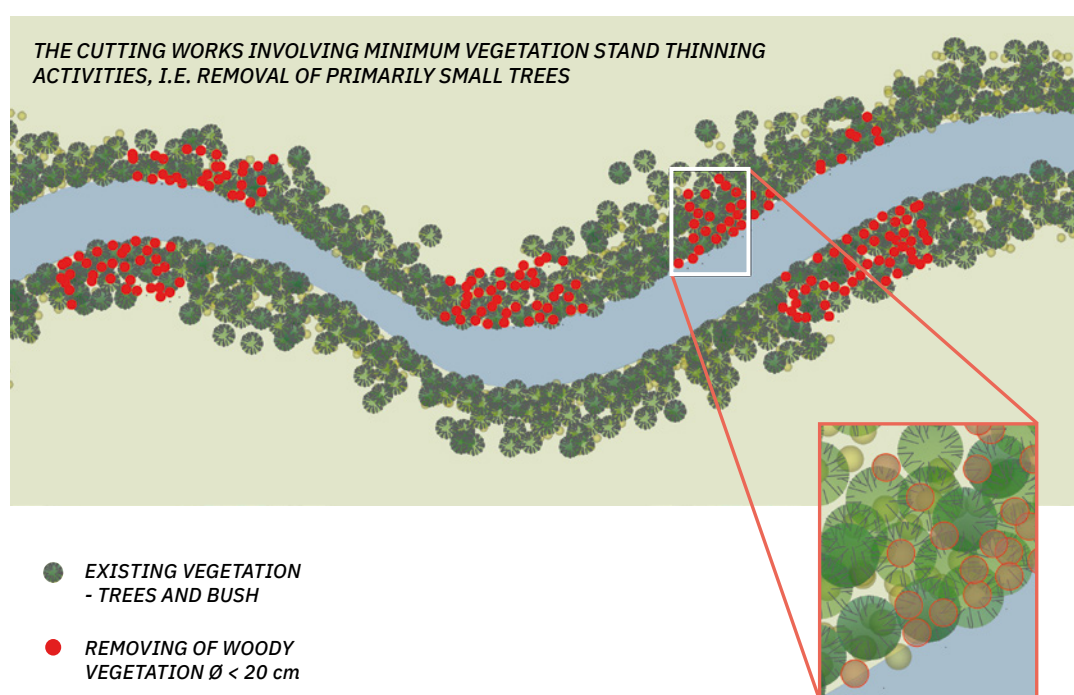 THE CUTTING WORKS INVOLVING MINIMUM VEGETATION STAND THINNING
ACTIVITIES, I.E. REMOVAL OF PRIMARILY SMALL TREES
EXISTING VEGETATION
- TREES AND BUSH
REMOVING OF WOODY
VEGETATION Ø < 20 cm